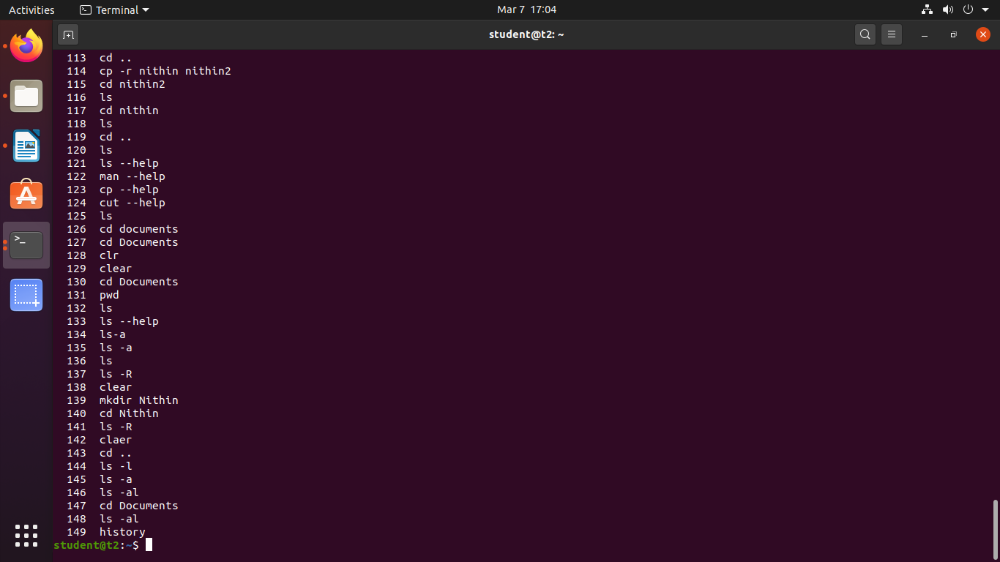 Activities Terminal Mar 7 17:04
student@t2: ~
113 cd ..
114 cp -r nithin nithin2
115 cd nithin2
116 ls
117 cd nithin
118 ls
119 cd ..
120 ls
121 ls --help
122 man --help
123 cp --help
124 cut --help
125 ls
126 cd documents
127 cd Documents
128 clr
129 clear
130 cd Documents
131 pwd
132 ls
133 ls --help
134 ls-a
135 ls -a
136 ls
137 ls -R
138 clear
139 mkdir Nithin
140 cd Nithin
141 ls -R
142 claer
143 cd ..
144 ls -l
145 ls -a
146 ls -al
147 cd Documents
148 ls -al
149 history
student@t2:~$